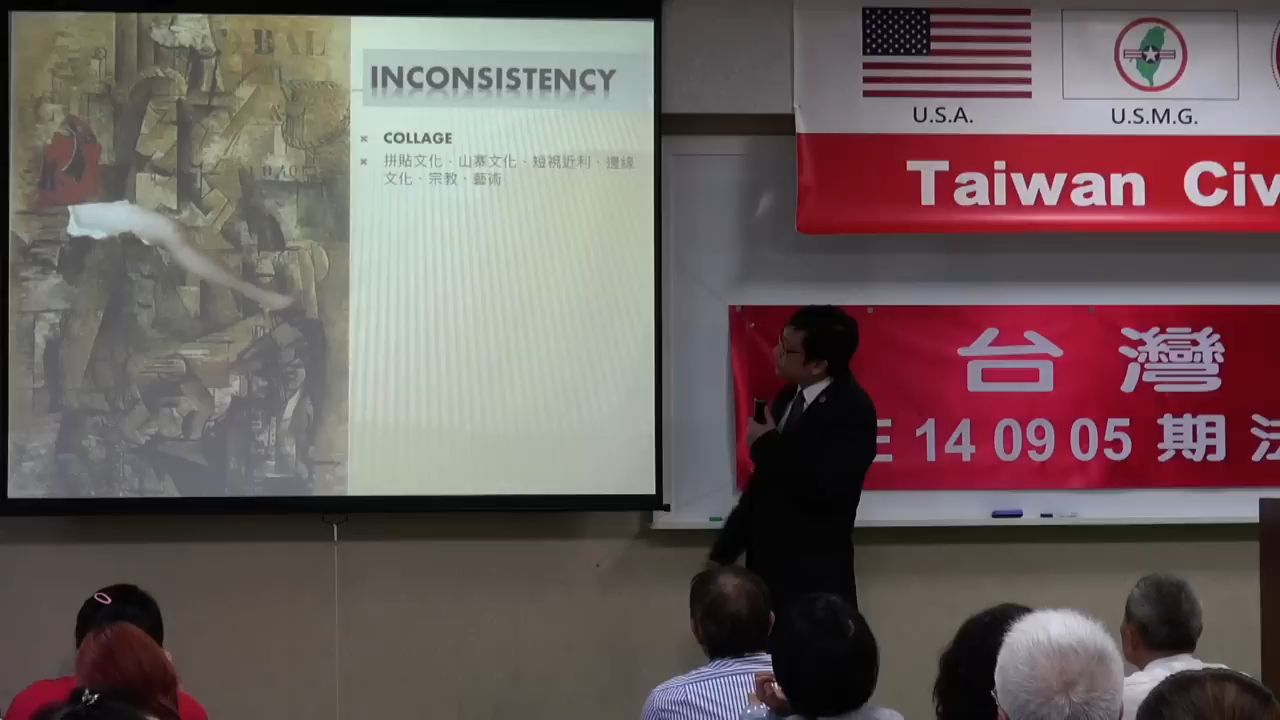 BAL
INCONSISTENCY
COLLAGE
拼貼文化‧山寨文化‧短視近利‧邊緣
文化‧宗教‧藝術
U.S.A.
U.S.M.G.
Taiwan Civ
台灣
14 09 05 期